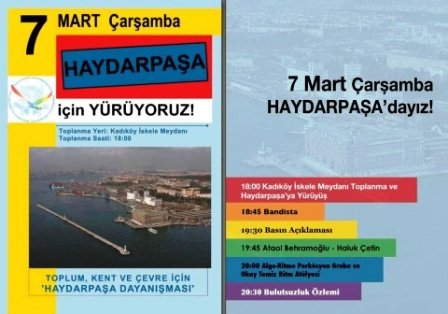 7 MART Çarşamba
HAYDARPAŞA
için YÜRÜYORUZ!
Toplanma Yeri: Kadıköy İskele Meydanı
Toplanma Saati: 18:00
TOPLUM, KENT VE ÇEVRE İÇİN
'HAYDARPAŞA DAYANIŞMASI'
7 Mart Çarşamba
HAYDARPAŞA'dayız!
18:00 Kadıköy İskele Meydanı Toplanma ve
Haydarpaşa'ya Yürüyüş
18:45 Bandista
19:30 Basın Açıklaması
19:45 Ataol Behramoğlu - Haluk Çetin
20:00 Algo-Ritma Perküsyon Grubu ve
Okay Temiz Ritm Atölyesi
20:30 Bulutsuzluk Özlemi